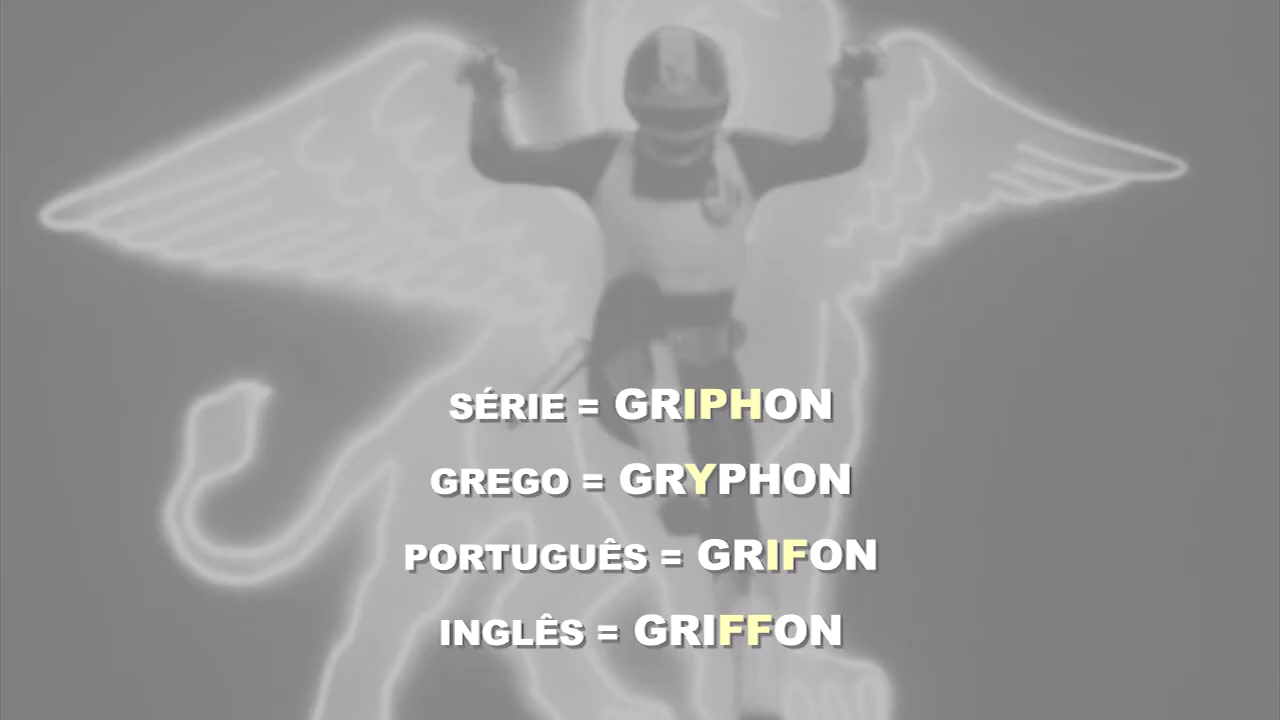 SÉRIE = GRIPHON
GREGO = GRYPHON
PORTUGUÊS = GRIFON
INGLÊS = GRIFFON